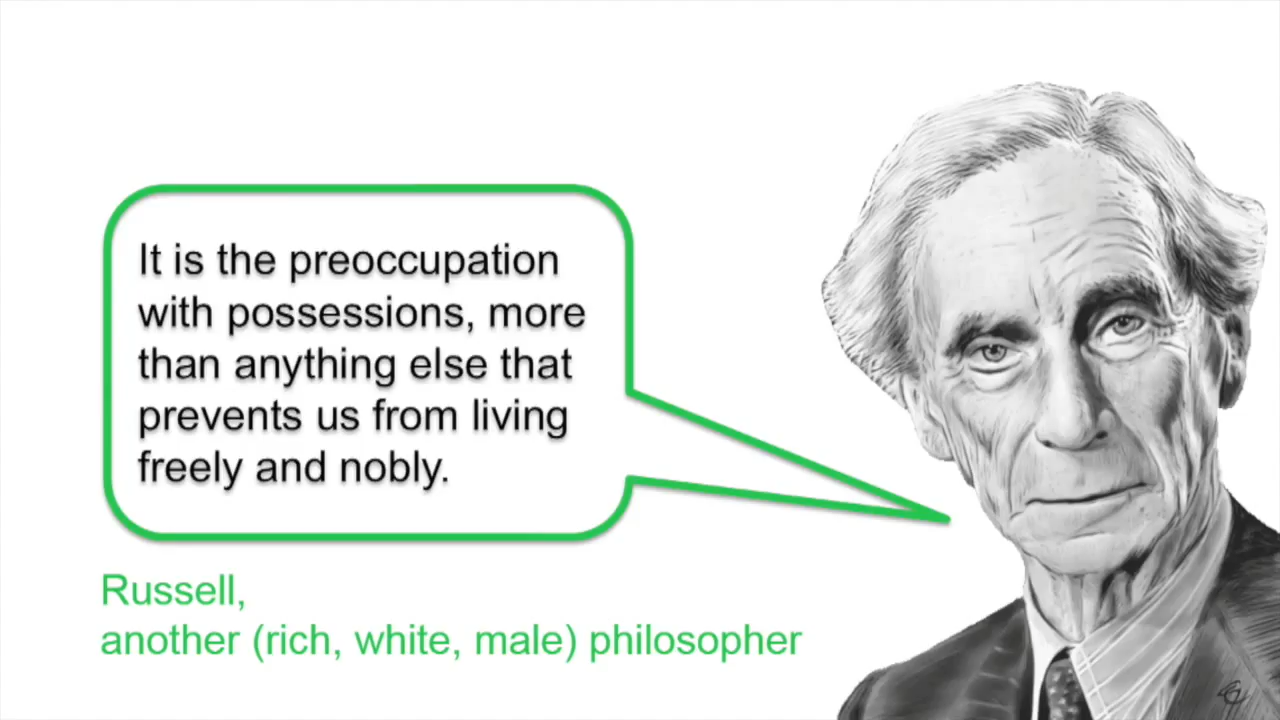 It is the preoccupation
with possessions, more
than anything else that
prevents us from living
freely and nobly.
Russell,
another (rich, white, male) philosopher